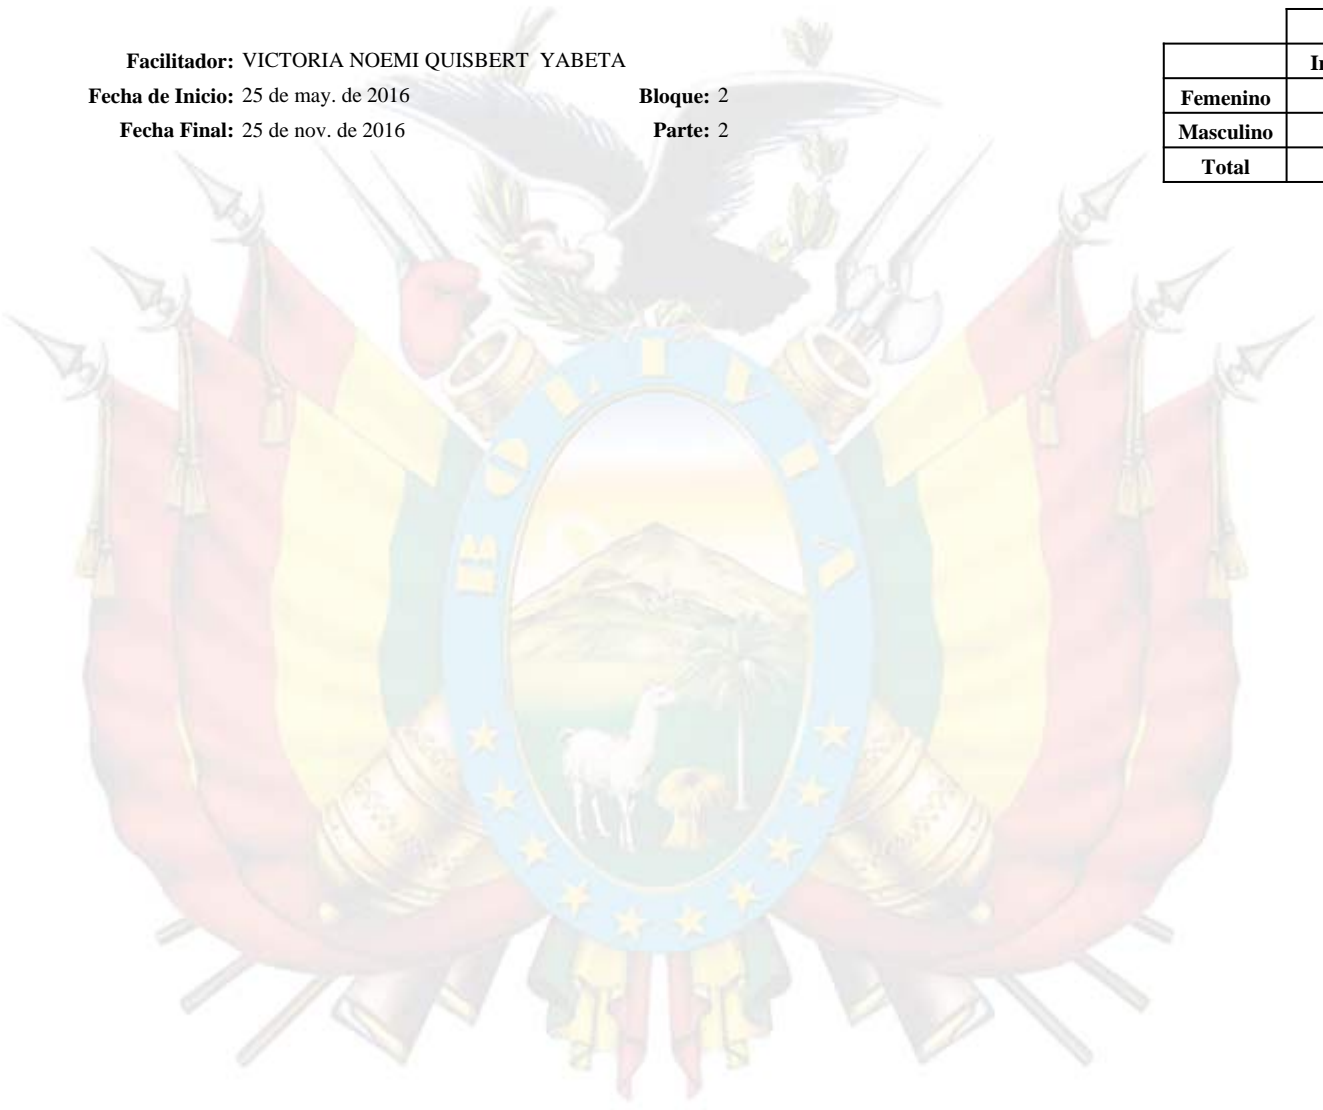 Facilitador: VICTORIA NOEMI QUISBERT YABETA
Fecha de Inicio: 25 de may. de 2016 Bloque: 2
Fecha Final: 25 de nov. de 2016 Parte: 2
Femenino
Masculino
Total
BOLIVIA